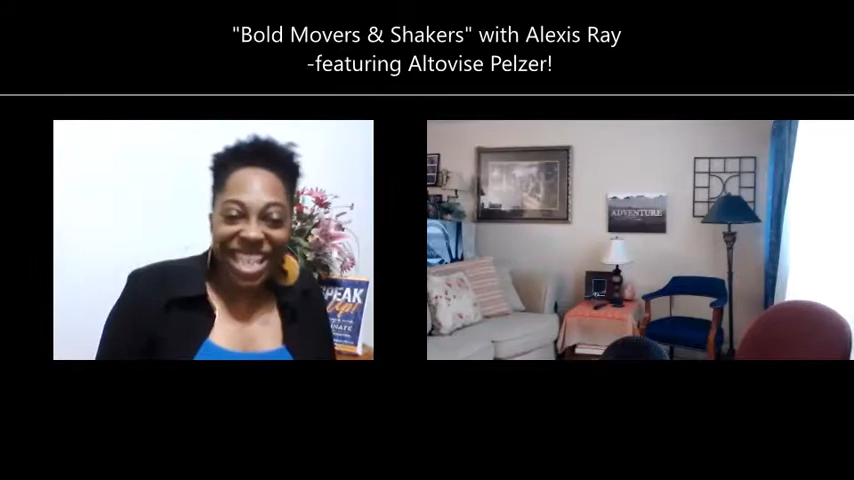 "Bold Movers & Shakers" with Alexis Ray
-featuring Altovise Pelzer!
ADVENTURE
SPEAK
Up!